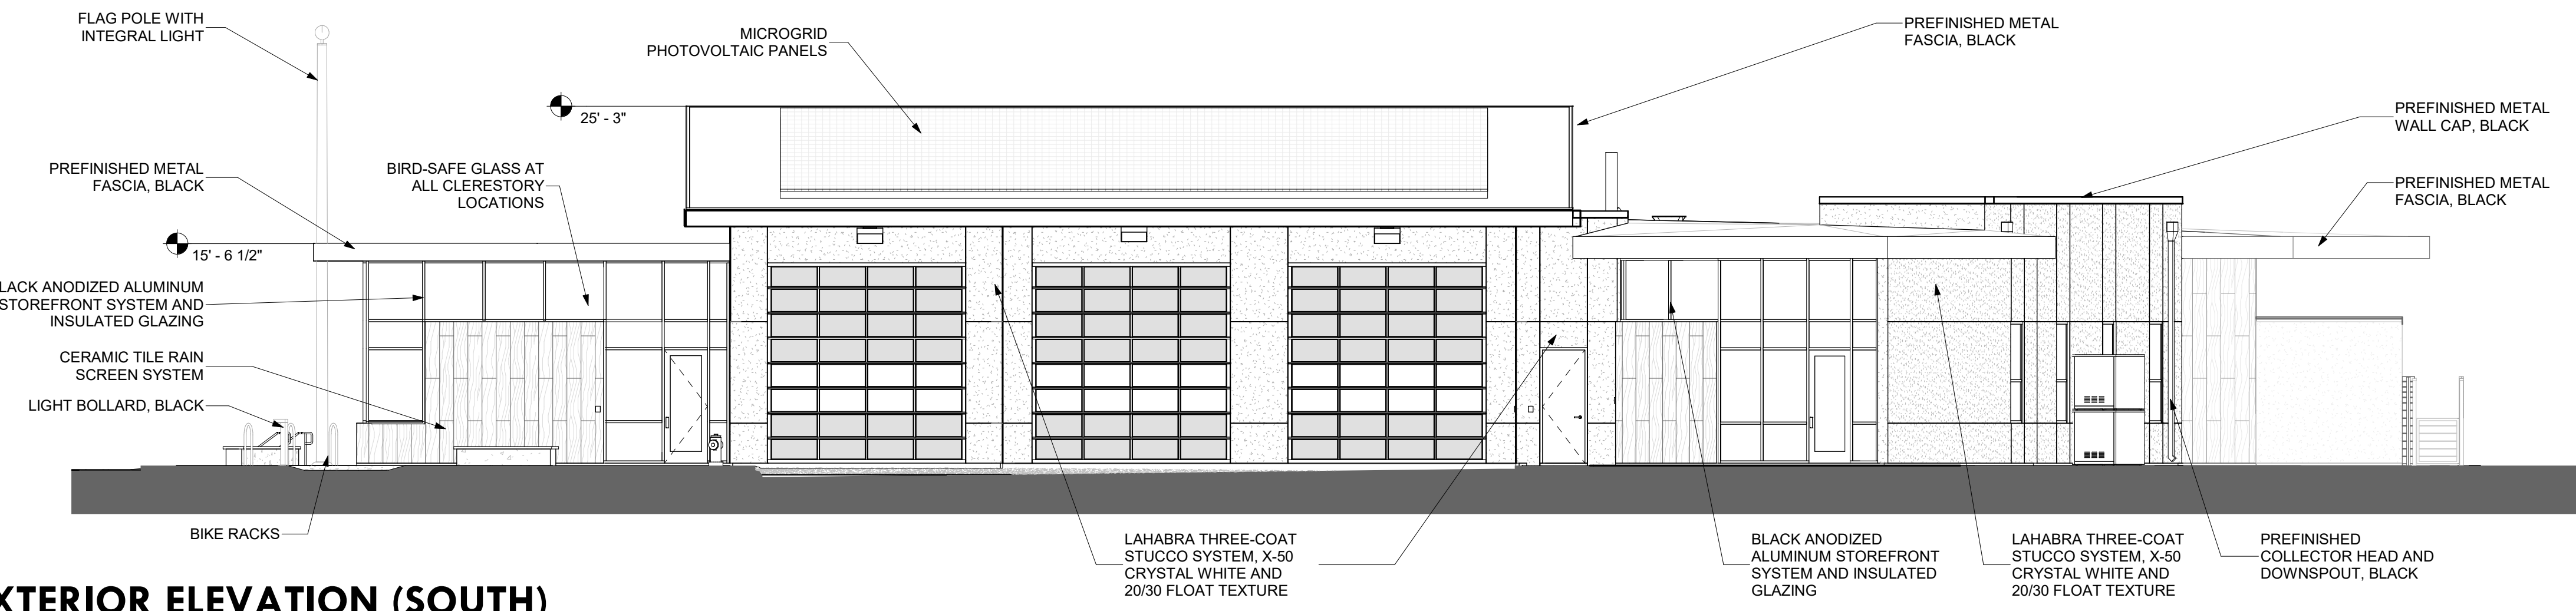 FLAG POLE WITH
INTEGRAL LIGHT
MICROGRID
PHOTOVOLTAIC PANELS
PREFINISHED METAL
FASCIA, BLACK
25' - 3"
PREFINISHED METAL
WALL CAP, BLACK
PREFINISHED METAL
FASCIA, BLACK
BIRD-SAFE GLASS AT
ALL CLERESTORY
LOCATIONS
PREFINISHED METAL
FASCIA, BLACK
15' - 6 1/2"
LACK ANODIZED ALUMINUM
STOREFRONT SYSTEM AND
INSULATED GLAZING
CERAMIC TILE RAIN
SCREEN SYSTEM
LIGHT BOLLARD, BLACK
BIKE RACKS
LAHABRA THREE-COAT
STUCCO SYSTEM, X-50
CRYSTAL WHITE AND
20/30 FLOAT TEXTURE
BLACK ANODIZED
ALUMINUM STOREFRONT
SYSTEM AND INSULATED
GLAZING
LAHABRA THREE-COAT
STUCCO SYSTEM, X-50
CRYSTAL WHITE AND
20/30 FLOAT TEXTURE
PREFINISHED
COLLECTOR HEAD AND
DOWNSPOUT, BLACK
XTERIOR ELEVATION (SOUTH)